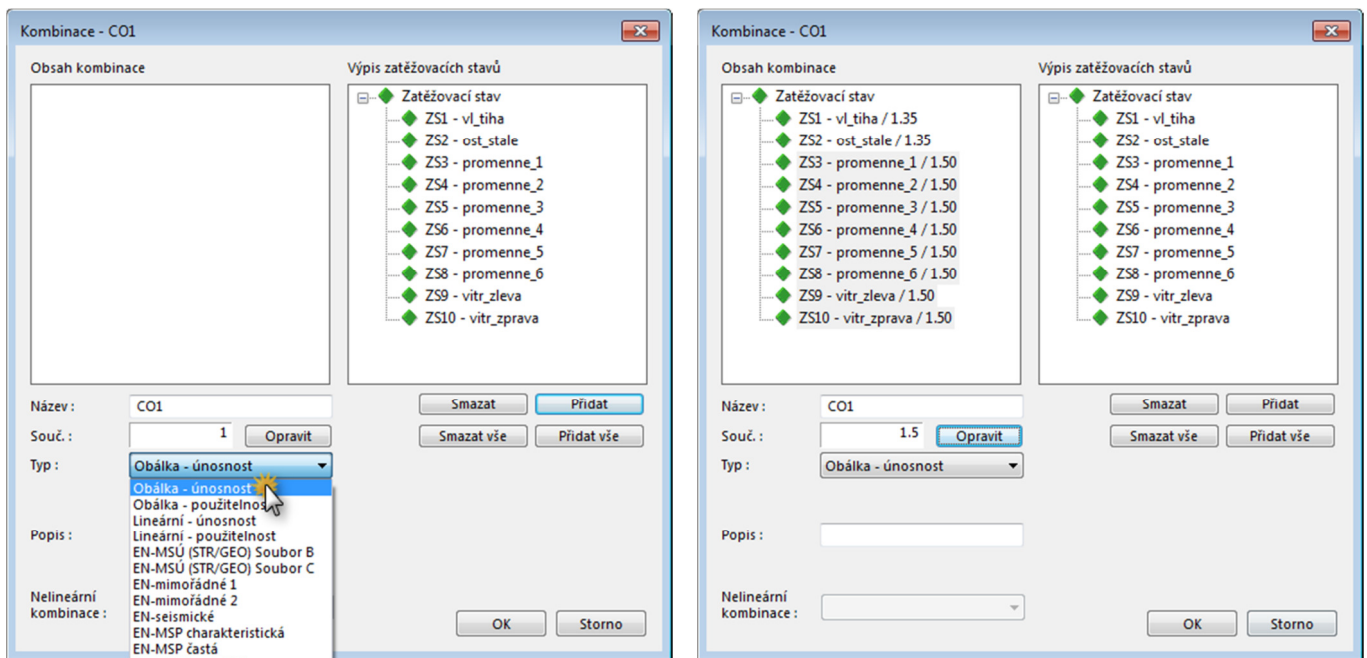 Kombinace - CO1
Obsah kombinace
Výpis zatěžovacích stavů
Zatěžovací stav
ZS1 - vl_tiha
ZS2 - ost_stale
ZS3 - promenne_1
ZS4 - promenne_2
ZS5 - promenne_3
ZS6 - promenne_4
ZS7 - promenne_5
ZS8 - promenne_6
ZS9 - vitr_zleva
ZS10 - vitr_zprava
Název : CO1
Smazat Přidat
Souč. : 1 Opravit
Smazat vše Přidat vše
Typ : Obálka - únosnost
Obálka - únosnost
Obálka - použitelnost
Lineární - únosnost
Lineární - použitelnost
Popis :
EN-MSÚ (STR/GEO) Soubor B
EN-MSÚ (STR/GEO) Soubor C
EN-mimořádné 1
EN-mimořádné 2
EN-seismické
EN-MSP charakteristická
EN-MSP častá
Nelineární
kombinace :
OK Storno
Kombinace - CO1
Obsah kombinace
Zatěžovací stav
ZS1 - vl_tiha / 1.35
ZS2 - ost_stale / 1.35
ZS3 - promenne_1 / 1.50
ZS4 - promenne_2 / 1.50
ZS5 - promenne_3 / 1.50
ZS6 - promenne_4 / 1.50
ZS7 - promenne_5 / 1.50
ZS8 - promenne_6 / 1.50
ZS9 - vitr_zleva / 1.50
ZS10 - vitr_zprava / 1.50
Výpis zatěžovacích stavů
Zatěžovací stav
ZS1 - vl_tiha
ZS2 - ost_stale
ZS3 - promenne_1
ZS4 - promenne_2
ZS5 - promenne_3
ZS6 - promenne_4
ZS7 - promenne_5
ZS8 - promenne_6
ZS9 - vitr_zleva
ZS10 - vitr_zprava
Název : CO1
Smazat Přidat
Souč. : 1.5 Opravit
Smazat vše Přidat vše
Typ : Obálka - únosnost
Popis :
Nelineární
kombinace :
OK Storno